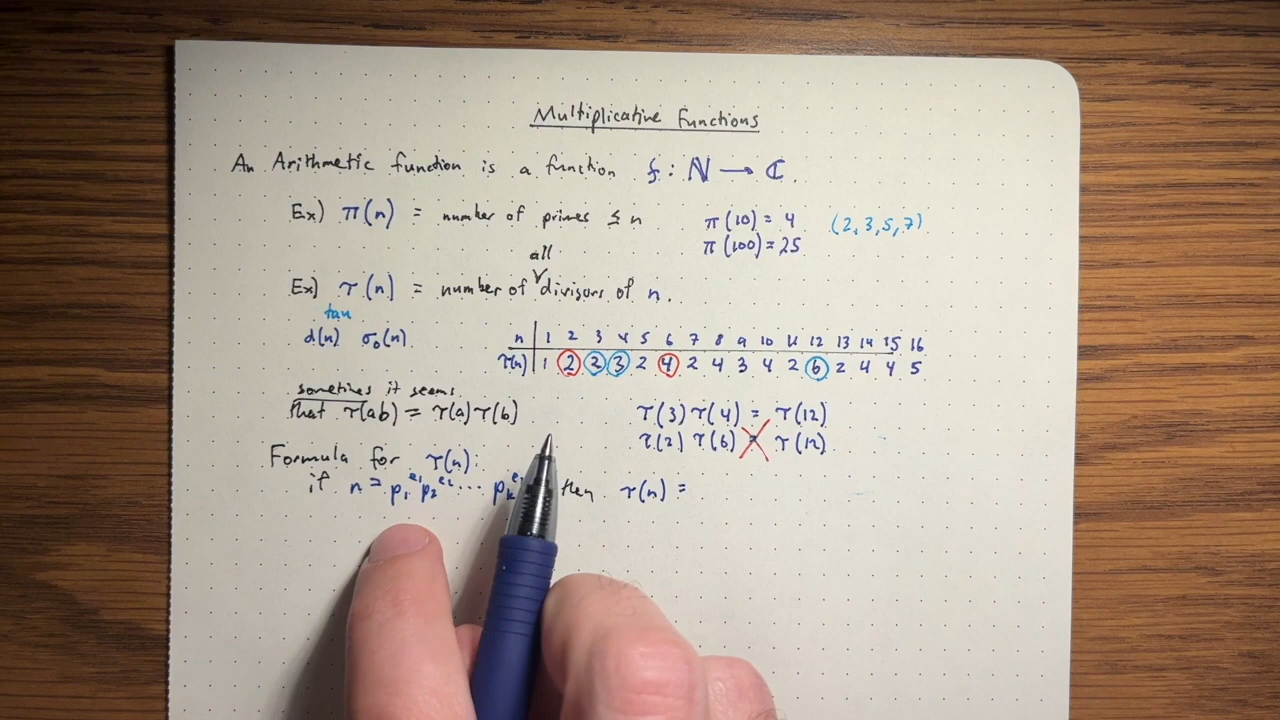 Multiplicative Functions
An Arithmetic function is a function f : ℕ → ℂ.
Ex) π(n) = number of primes ≤ n π(10) = 4 (2,3,5,7)
π(100) = 25
all
Ex) τ(n) = number of ∨ divisors of n.
tau
d(n) σ₀(n)
n 1 2 3 4 5 6 7 8 9 10 11 12 13 14 15 16
τ(n) 1 2 2 3 2 4 2 4 3 4 2 6 2 4 4 5
sometimes it seems
that τ(ab) = τ(a)τ(b)
τ(3)τ(4) = τ(12)
τ(2)τ(6) = τ(12)
Formula for τ(n):
if n = p₁^e₁ p₂^e₂ ⋯ pₖ^e then τ(n) =